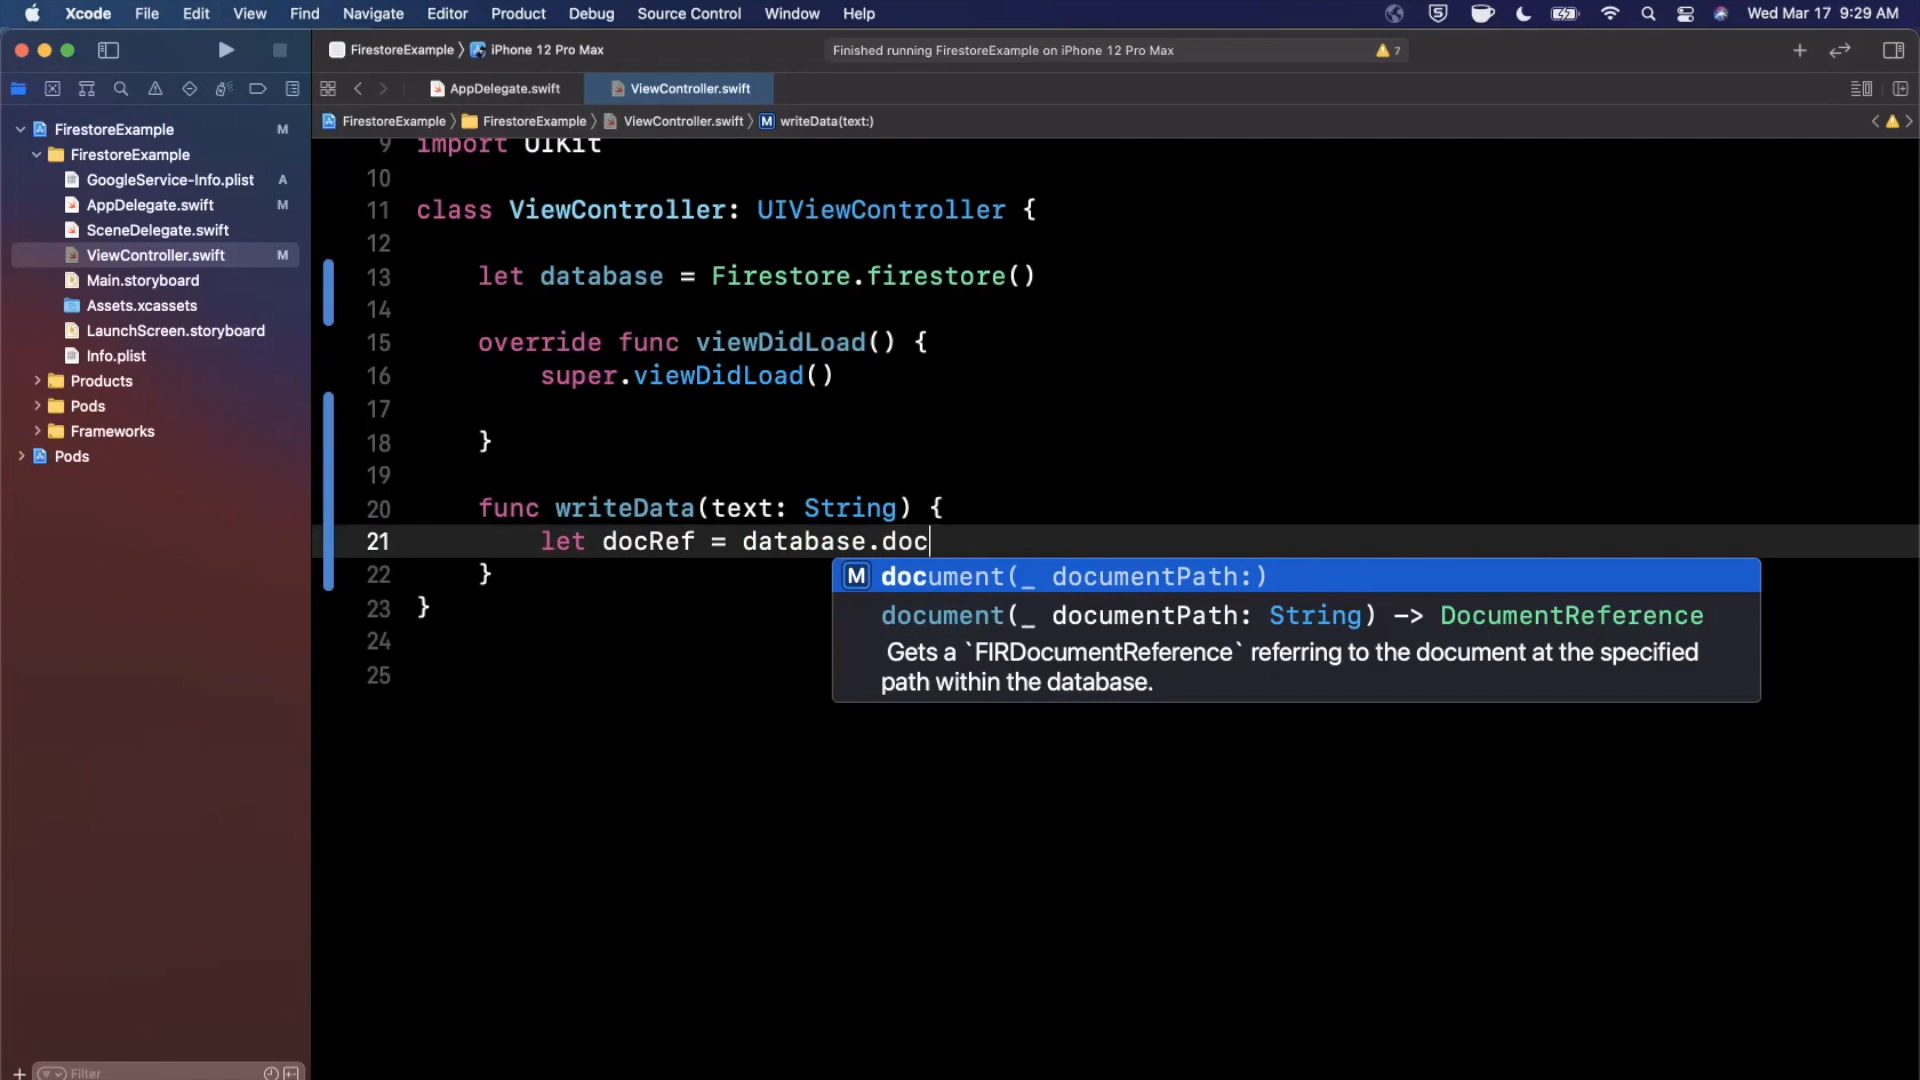 Xcode File Edit View Find Navigate Editor Product Debug Source Control Window Help Wed Mar 17 9:29 AM
FirestoreExample iPhone 12 Pro Max Finished running FirestoreExample on iPhone 12 Pro Max 7
AppDelegate.swift ViewController.swift
FirestoreExample FirestoreExample ViewController.swift M writeData(text:)
FirestoreExample M
FirestoreExample
GoogleService-Info.plist A
AppDelegate.swift M
SceneDelegate.swift
ViewController.swift M
Main.storyboard
Assets.xcassets
LaunchScreen.storyboard
Info.plist
Products
Pods
Frameworks
Pods
Filter
9 import UIKit
10
11 class ViewController: UIViewController {
12
13 let database = Firestore.firestore()
14
15 override func viewDidLoad() {
16 super.viewDidLoad()
17
18 }
19
20 func writeData(text: String) {
21 let docRef = database.doc
22 }
23 }
24
25
M document(_ documentPath:)
document(_ documentPath: String) -> DocumentReference
Gets a `FIRDocumentReference` referring to the document at the specified
path within the database.